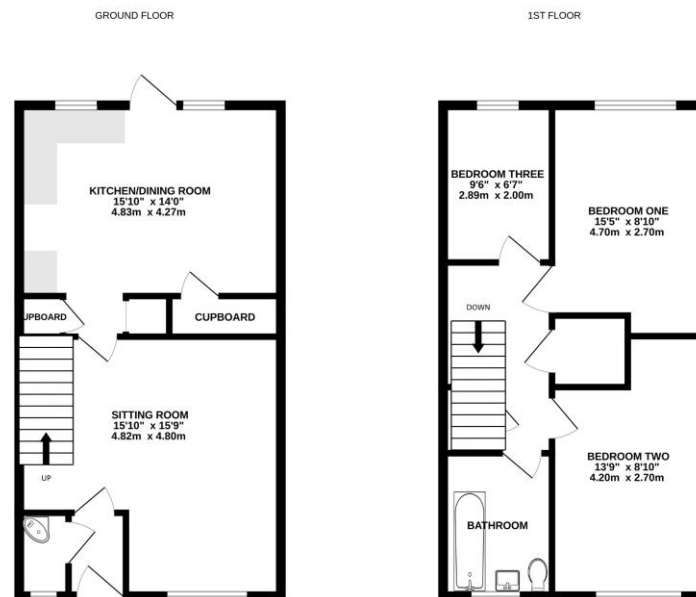 GROUND FLOOR
KITCHEN/DINING ROOM
15'10" x 14'0"
4.83m x 4.27m
UPBOARD
CUPBOARD
SITTING ROOM
15'10" x 15'9"
4.82m x 4.80m
UP
1ST FLOOR
BEDROOM THREE
9'6" x 6'7"
2.89m x 2.00m
BEDROOM ONE
15'5" x 8'10"
4.70m x 2.70m
DOWN
BEDROOM TWO
13'9" x 8'10"
4.20m x 2.70m
BATHROOM